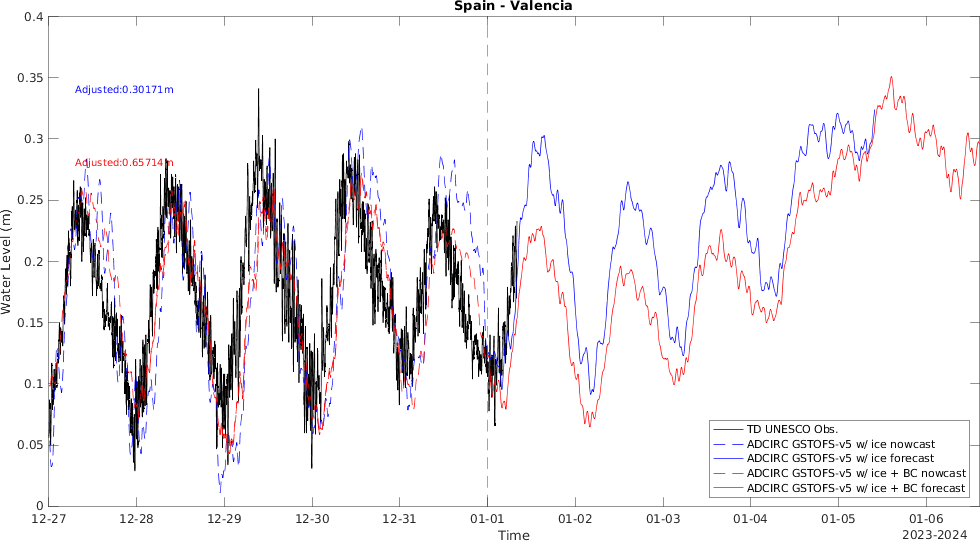 Spain - Valencia
0.4
0.35
0.3
0.25
0.2
0.15
0.1
0.05
0
Water Level (m)
Adjusted:0.30171m
Adjusted:0.65714m
TD UNESCO Obs.
ADCIRC GSTOFS-v5 w/ ice nowcast
ADCIRC GSTOFS-v5 w/ ice forecast
ADCIRC GSTOFS-v5 w/ ice + BC nowcast
ADCIRC GSTOFS-v5 w/ ice + BC forecast
12-27 12-28 12-29 12-30 12-31 01-01 01-02 01-03 01-04 01-05 01-06
Time
2023-2024